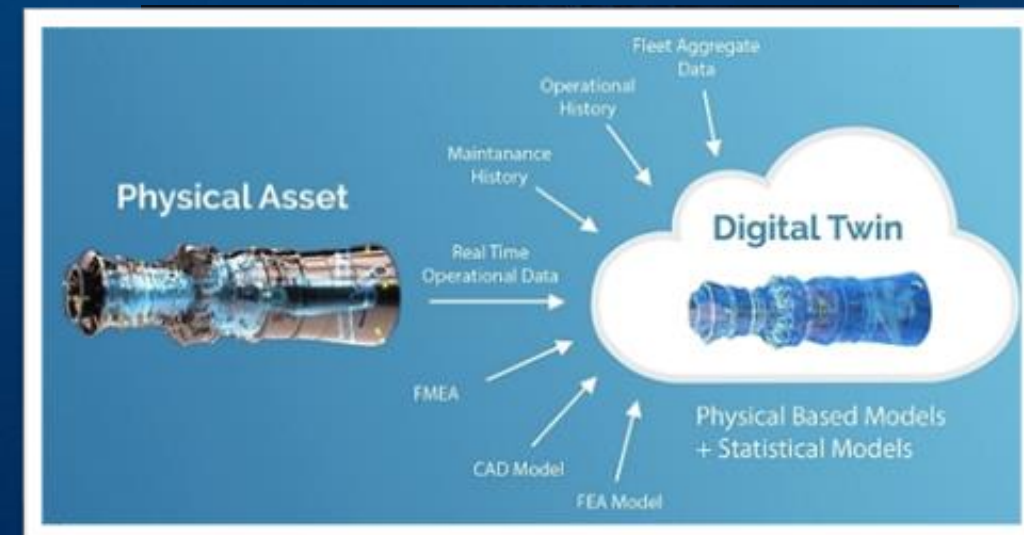 Fleet Aggregate
Data
Operational
History
Maintanance
History
Physical Asset
Digital Twin
Real Time
Operational Data
FMEA
CAD Model
FEA Model
Physical Based Models
+ Statistical Models